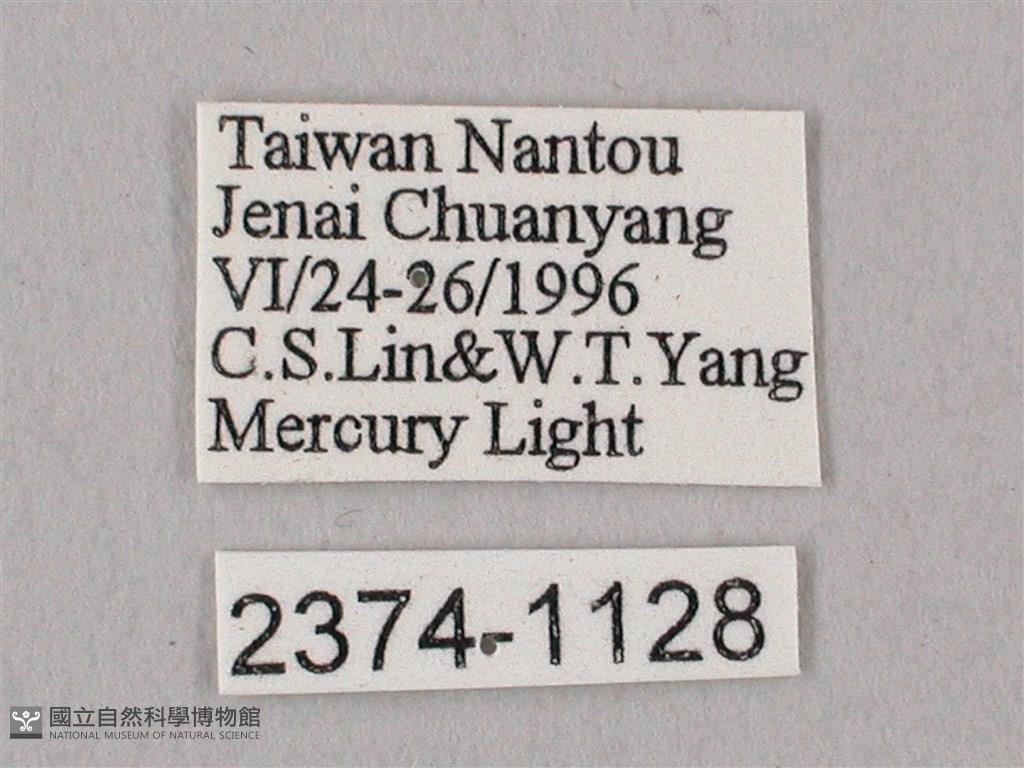 Taiwan Nantou
Jenai Chuanyang
VI/24-26/1996
C.S.Lin&W.T.Yang
Mercury Light
2374-1128
國立自然科學博物館
NATIONAL MUSEUM OF NATURAL SCIENCE